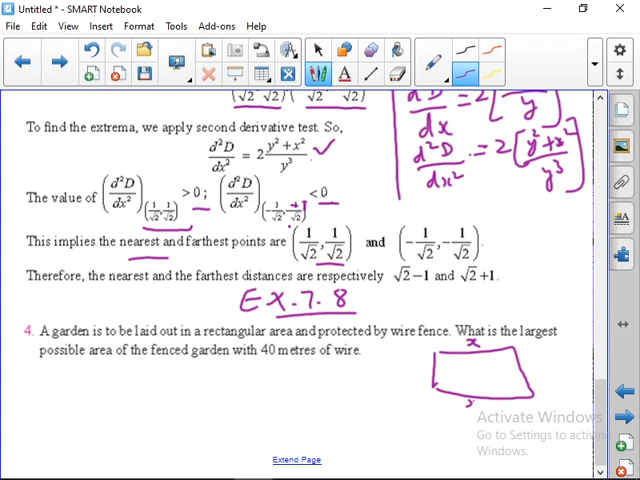 Untitled * - SMART Notebook
File Edit View Insert Format Tools Add-ons Help
(√2 √2) ( √2 √2)
dD/dx = 2[ /y]
To find the extrema, we apply second derivative test. So,
d²D/dx² = 2 (y² + x²)/y³. ✓
d²D/dx² = 2[(y² + x²)/y³]
The value of (d²D/dx²)(1/√2, 1/√2) > 0 ; (d²D/dx²)(-1/√2, -1/√2) < 0
This implies the nearest and farthest points are (1/√2, 1/√2) and (-1/√2, -1/√2).
Therefore, the nearest and the farthest distances are respectively √2 – 1 and √2 + 1.
EX.7.8
4. A garden is to be laid out in a rectangular area and protected by wire fence. What is the largest
possible area of the fenced garden with 40 metres of wire.
x
Activate Windows
Go to Settings to activate
Windows.
Extend Page